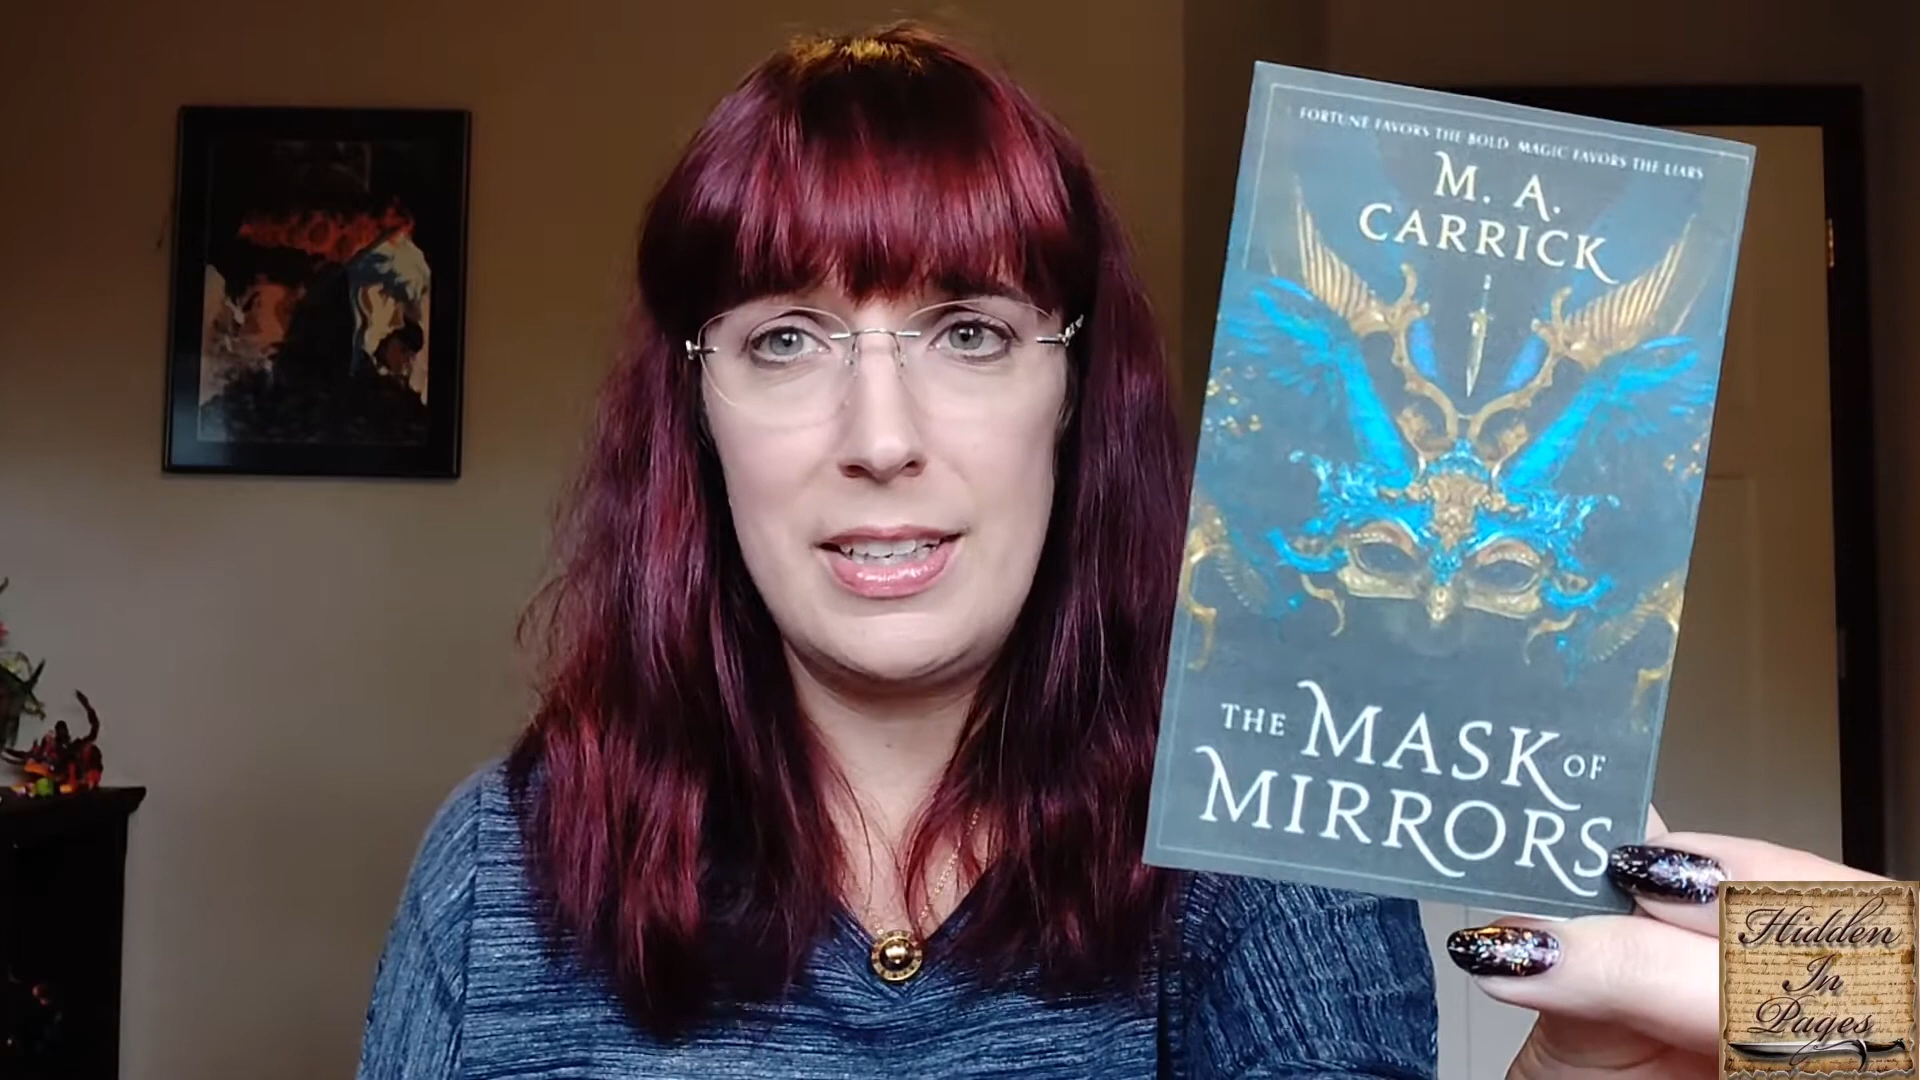 FORTUNE FAVORS THE BOLD. MAGIC FAVORS THE LIARS
M. A.
CARRICK
THE MASK OF
MIRRORS
Hidden
In
Pages